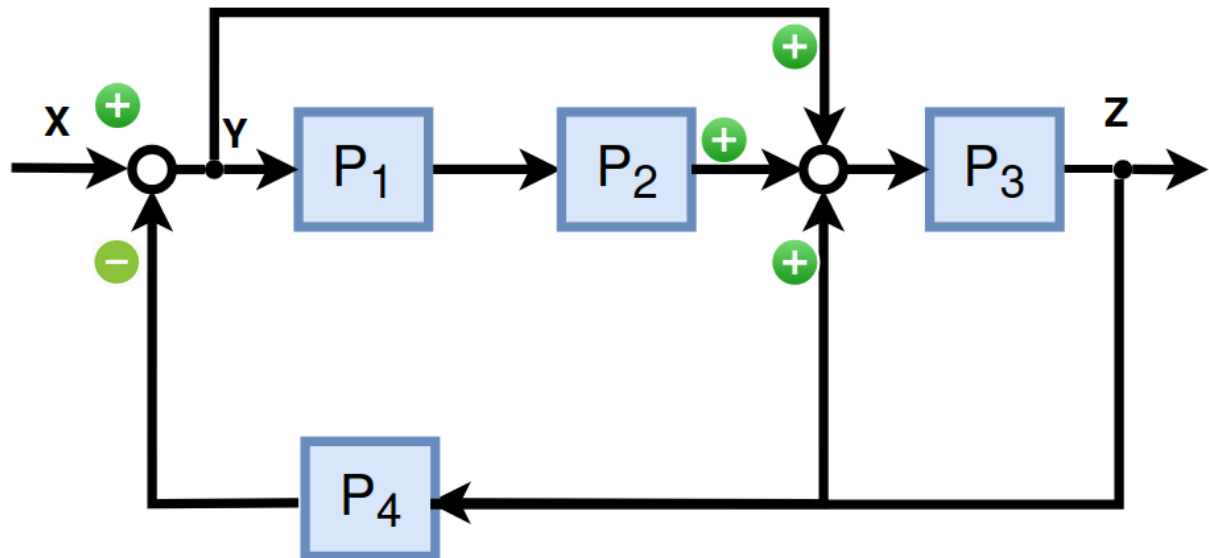 +
+
X
Y
Z
P₁
P₂
+
P₃
−
+
P₄